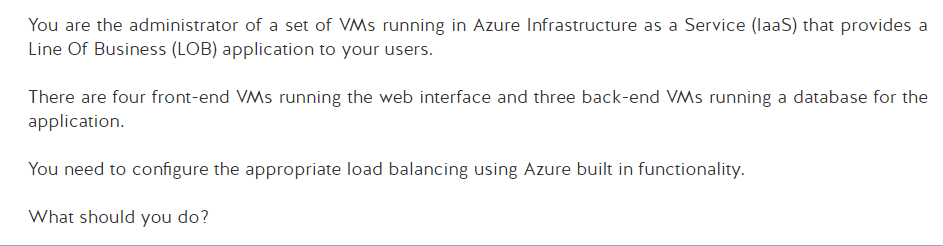 You are the administrator of a set of VMs running in Azure Infrastructure as a Service (IaaS) that provides a
Line Of Business (LOB) application to your users.
There are four front-end VMs running the web interface and three back-end VMs running a database for the
application.
You need to configure the appropriate load balancing using Azure built in functionality.
What should you do?